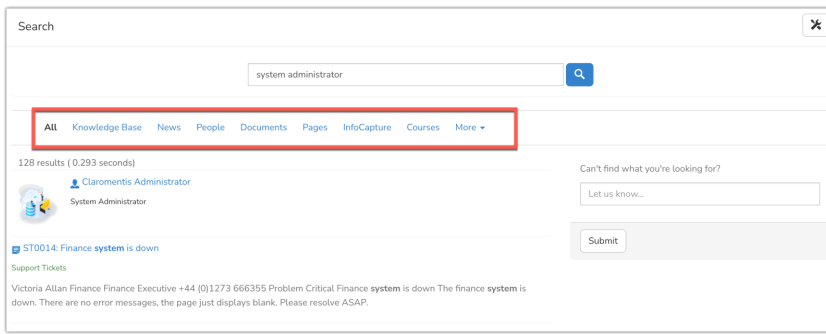 Search
system administrator
All Knowledge Base News People Documents Pages InfoCapture Courses More
128 results ( 0.293 seconds)
Claromentis Administrator
System Administrator
ST0014: Finance system is down
Support Tickets
Victoria Allan Finance Finance Executive +44 (0)1273 666355 Problem Critical Finance system is down The finance system is
down. There are no error messages, the page just displays blank. Please resolve ASAP.
Can't find what you're looking for?
Let us know...
Submit